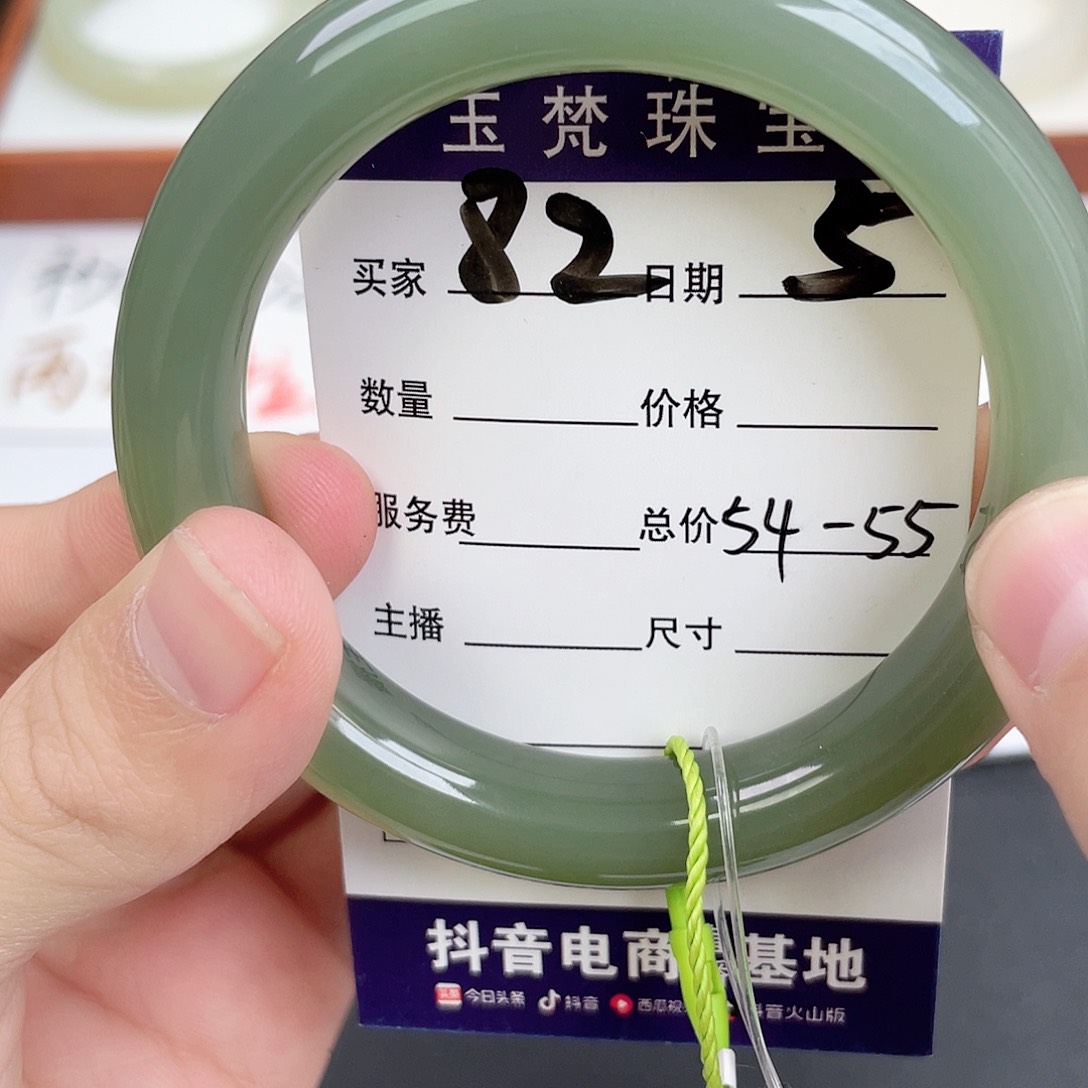 玉梵珠宝
买家 82 日期 5
数量 价格
服务费 总价 54-55
主播 尺寸
抖音电商 基地
今日头条 抖音 西瓜视 抖音火山版